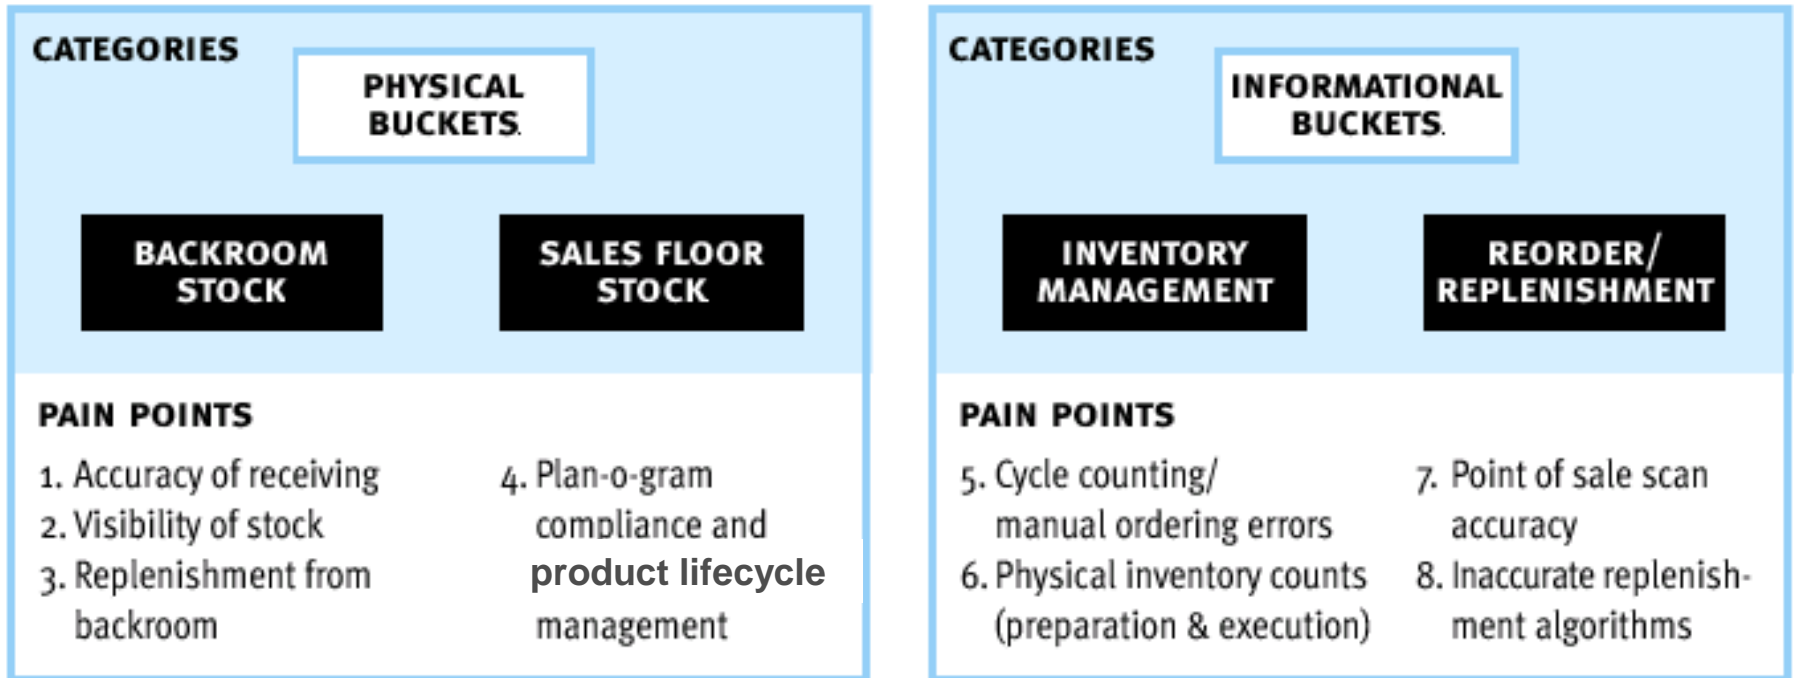 CATEGORIES
PHYSICAL
BUCKETS.
BACKROOM
STOCK
SALES FLOOR
STOCK
PAIN POINTS
1. Accuracy of receiving
2. Visibility of stock
3. Replenishment from
backroom
4. Plan-o-gram
compliance and
product lifecycle
management
CATEGORIES
INFORMATIONAL
BUCKETS.
INVENTORY
MANAGEMENT
REORDER/
REPLENISHMENT
PAIN POINTS
5. Cycle counting/
manual ordering errors
6. Physical inventory counts
(preparation & execution)
7. Point of sale scan
accuracy
8. Inaccurate replenish-
ment algorithms